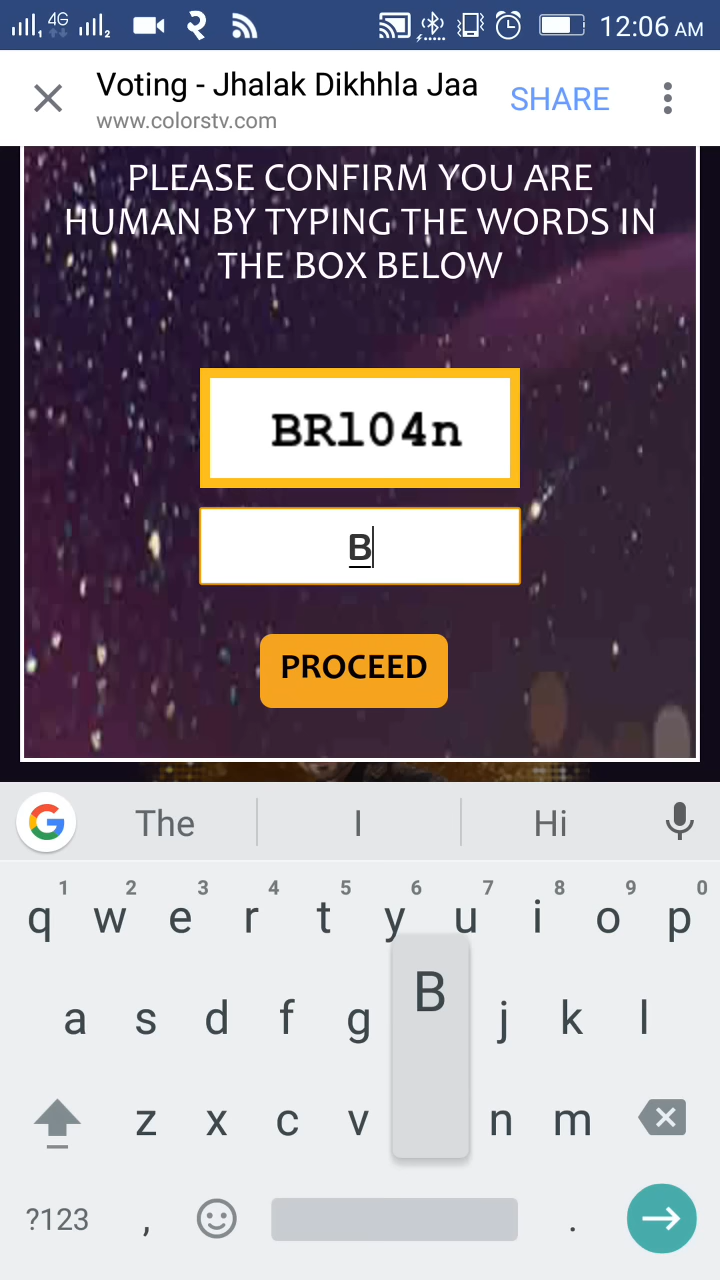 4G 12:06 AM
Voting - Jhalak Dikhhla Jaa SHARE
www.colorstv.com
PLEASE CONFIRM YOU ARE
HUMAN BY TYPING THE WORDS IN
THE BOX BELOW
BR104n
B
PROCEED
The I Hi
1 2 3 4 5 6 7 8 9 0
q w e r t y u i o p
a s d f g j k l
B
z x c v n m
?123 , .